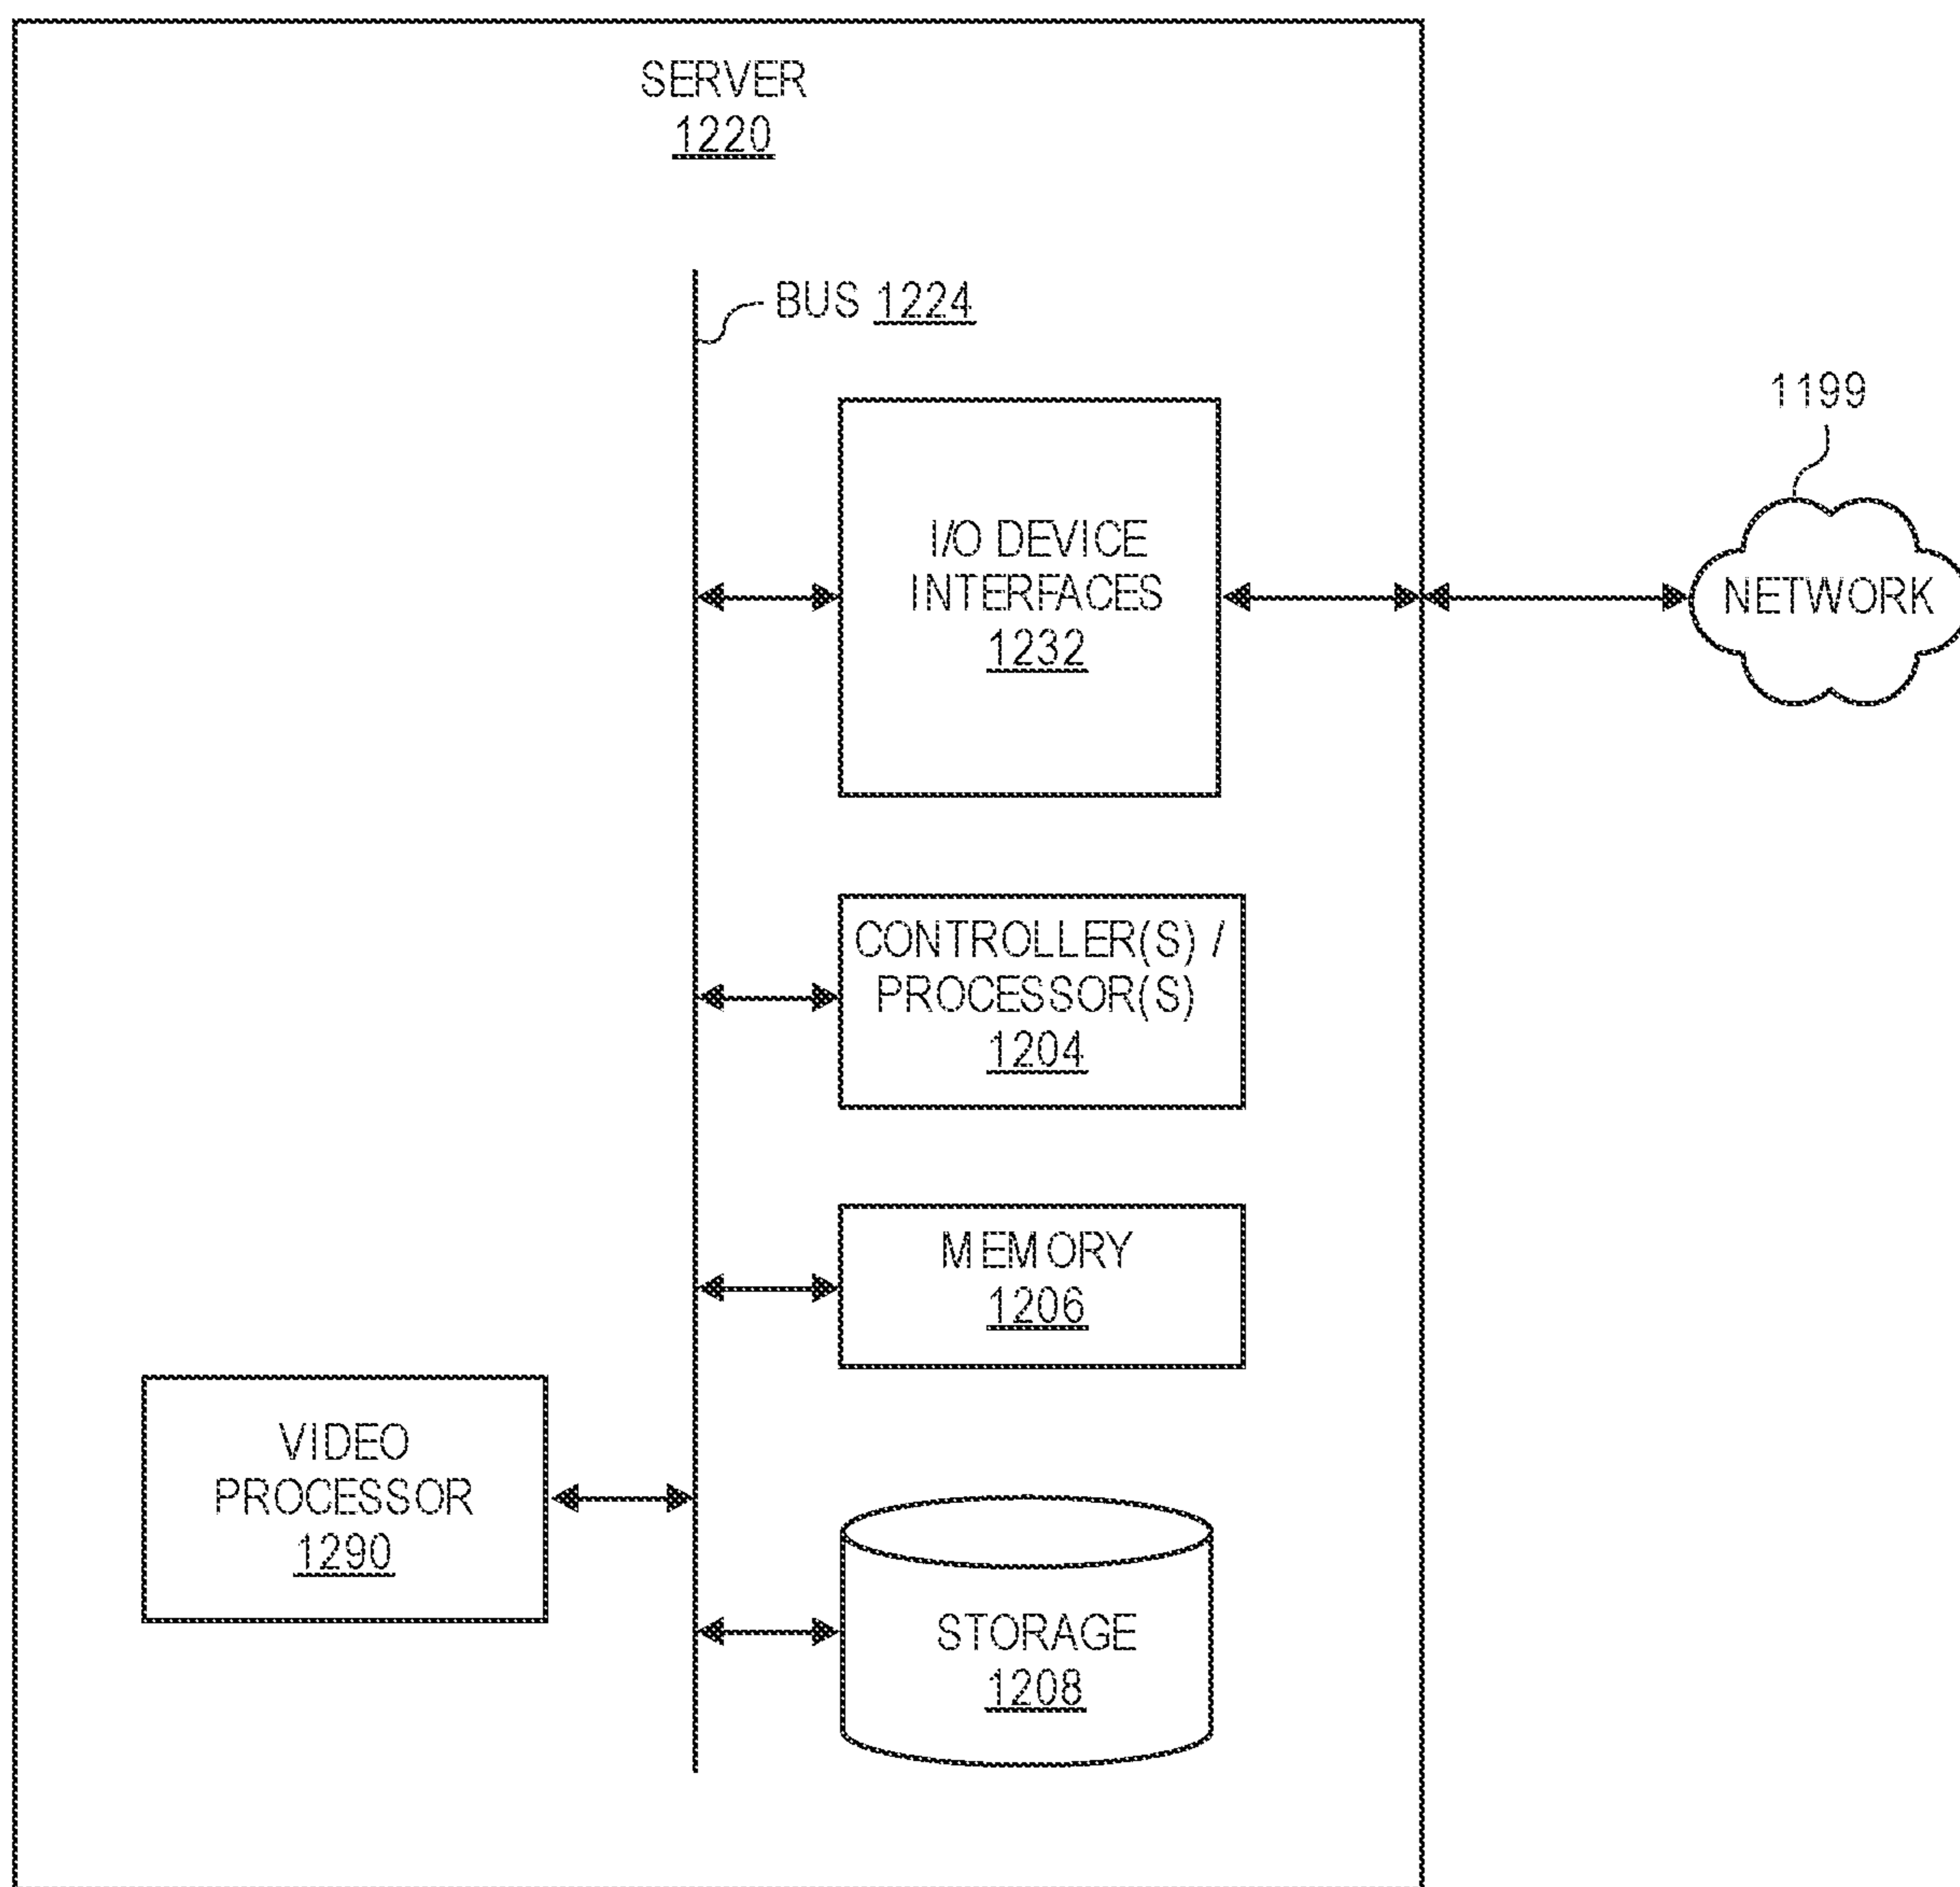 SERVER
1220
BUS 1224
1199
I/O DEVICE
INTERFACES
1232
NETWORK
CONTROLLER(S) /
PROCESSOR(S)
1204
MEMORY
1206
VIDEO
PROCESSOR
1290
STORAGE
1208